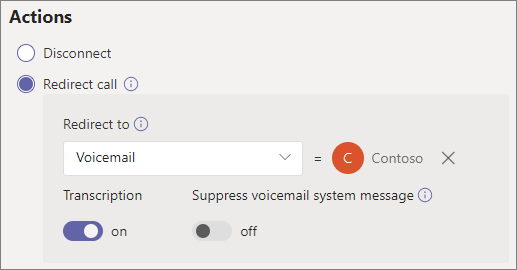 Actions
Disconnect
Redirect call
Redirect to
Voicemail = C Contoso
Transcription Suppress voicemail system message
on off